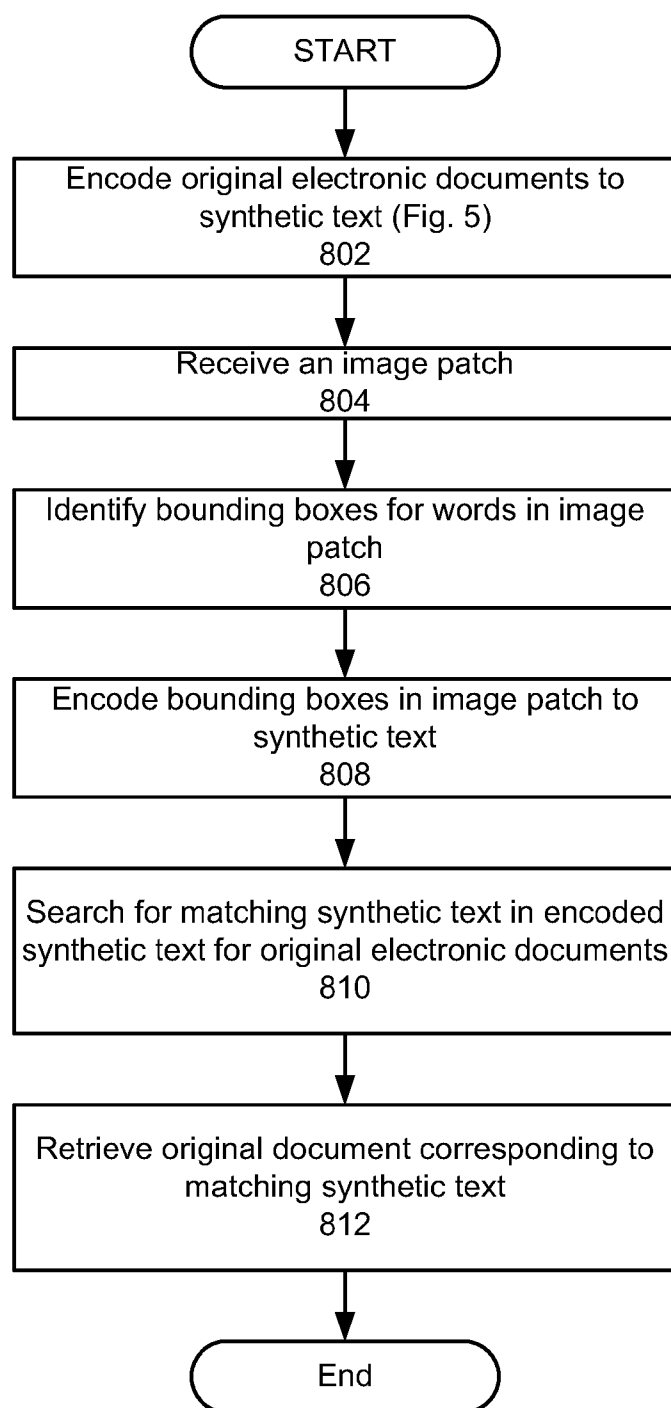 START
Encode original electronic documents to
synthetic text (Fig. 5)
802
Receive an image patch
804
Identify bounding boxes for words in image
patch
806
Encode bounding boxes in image patch to
synthetic text
808
Search for matching synthetic text in encoded
synthetic text for original electronic documents
810
Retrieve original document corresponding to
matching synthetic text
812
End